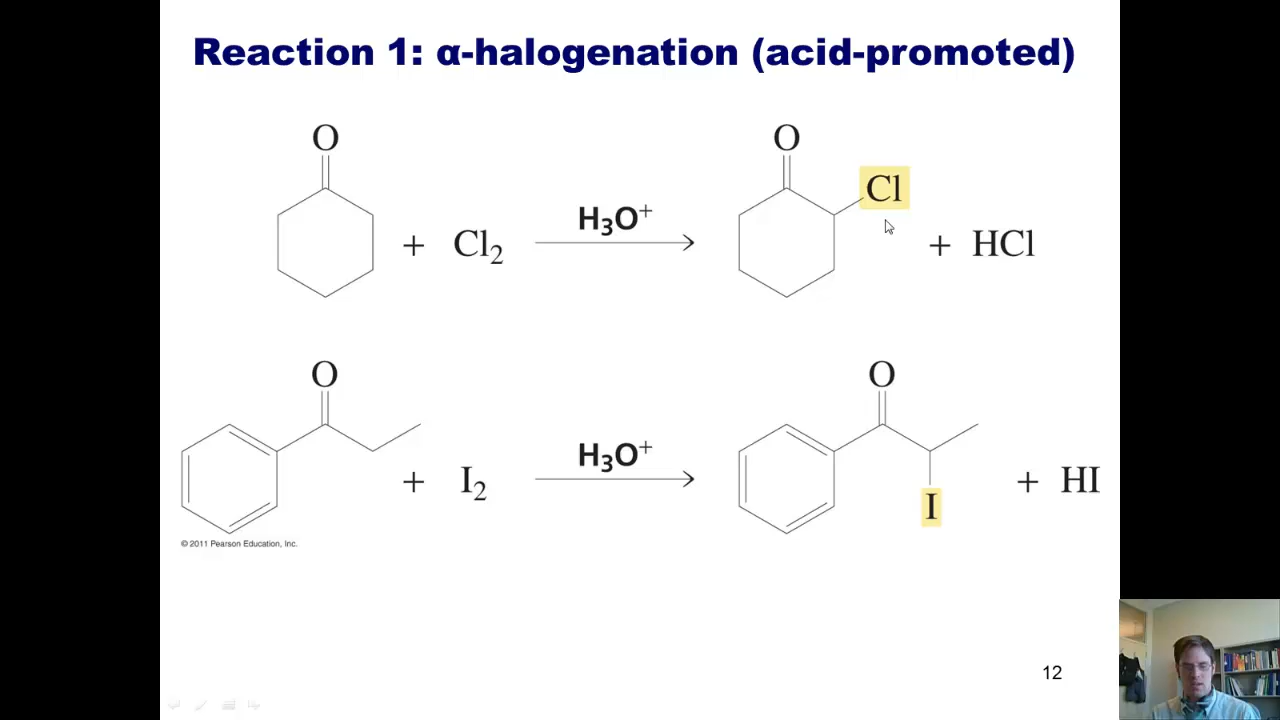 Reaction 1: α-halogenation (acid-promoted)
O
+ Cl₂
H₃O⁺
O
Cl
+ HCl
O
+ I₂
H₃O⁺
O
I
+ HI
© 2011 Pearson Education, Inc.
12